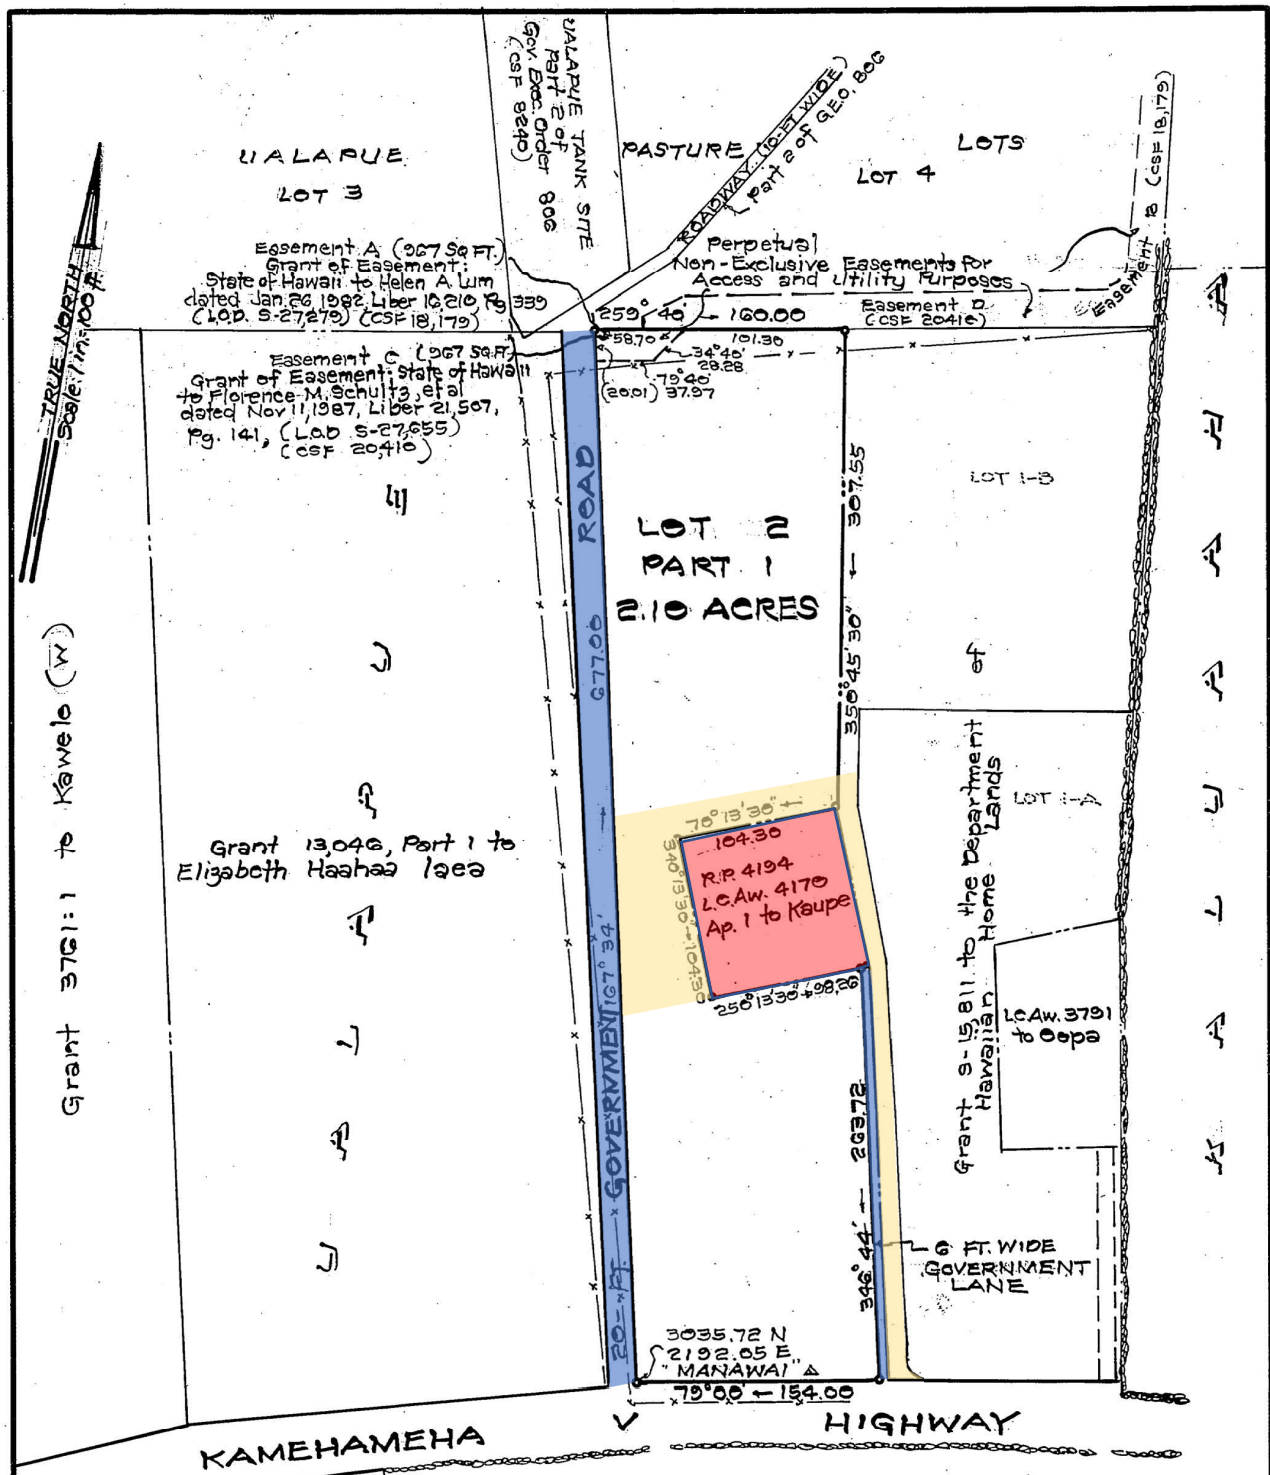 UALAPUE TANK SITE
Part 2 of
Gov. Exec. Order 806
(CSF 8240)
UALAPUE
LOT 3
PASTURE
ROADWAY (10-FT WIDE)
part 2 of G.E.O. 806
LOTS
LOT 4
Easement B (CSF 18,179)
TRUE NORTH
Scale: 1 in. = 100 ft.
Easement A (967 SQ FT.)
Grant of Easement:
State of Hawaii to Helen A. Lum
dated Jan. 26 1982, Liber 16210, Pg 339
(L.O.D. S-27,279) (CSF 18,179)
Perpetual
Non-Exclusive Easements for
Access and Utility Purposes
Easement D
(CSF 20416)
259° 40' 160.00
58.70
101.30
34°40'
28.28
79°40'
(20.01) 37.97
Easement C (967 SQ.FT.)
Grant of Easement: State of Hawaii
to Florence M. Schultz, et al
dated Nov 11, 1987, Liber 21,507,
Pg. 141, (L.O.D. S-27,655)
(CSF 20,416)
LOT 2
PART 1
2.10 ACRES
LOT 1-B
350° 45' 30" 307.55
20-FT. GOVERNMENT ROAD
167° 34' 677.00
Grant 3761:1 to Kawelo (W)
Grant 13,046, Part 1 to
Elizabeth Haahaa Iaea
UALAPUE
70° 13' 30"
104.30
340° 13' 30" 104.30
R.P. 4194
L.C.Aw. 4170
Ap. 1 to Kaupe
250° 13' 30" 98.26
LOT 1-A
of
Grant S-15,811 to the Department
Hawaiian Home Lands
L.C.Aw. 3791
to Oopa
KALUAAHA
346° 44' 263.72
6 FT. WIDE
GOVERNMENT
LANE
3035.72 N
2192.05 E
"MANAWAI" △
79°00' 154.00
KAMEHAMEHA V HIGHWAY